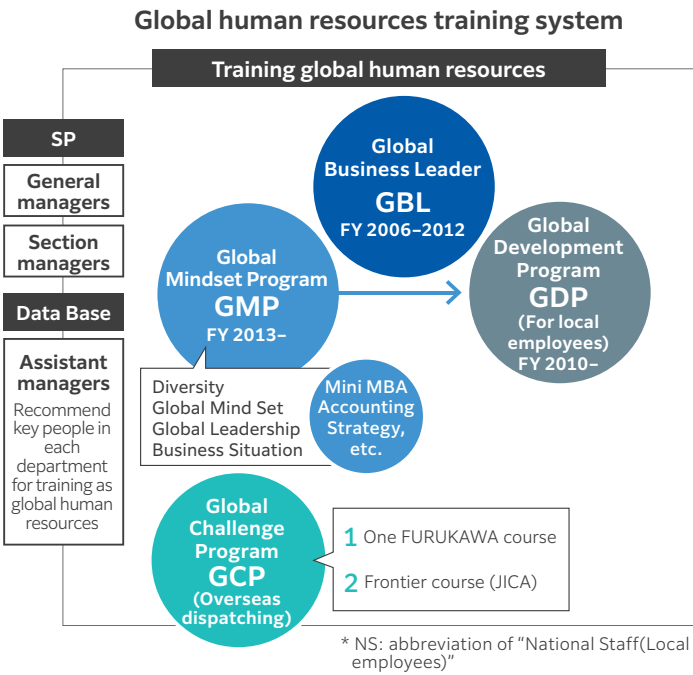 Global human resources training system
Training global human resources
SP
General
managers
Section
managers
Data Base
Assistant
managers
Recommend
key people in
each
department
for training as
global human
resources
Global
Business Leader
GBL
FY 2006–2012
Global
Mindset Program
GMP
FY 2013–
Global
Development
Program
GDP
(For local
employees)
FY 2010–
Diversity
Global Mind Set
Global Leadership
Business Situation
Mini MBA
Accounting
Strategy,
etc.
Global
Challenge
Program
GCP
(Overseas
dispatching)
1 One FURUKAWA course
2 Frontier course (JICA)
* NS: abbreviation of “National Staff(Local
employees)”